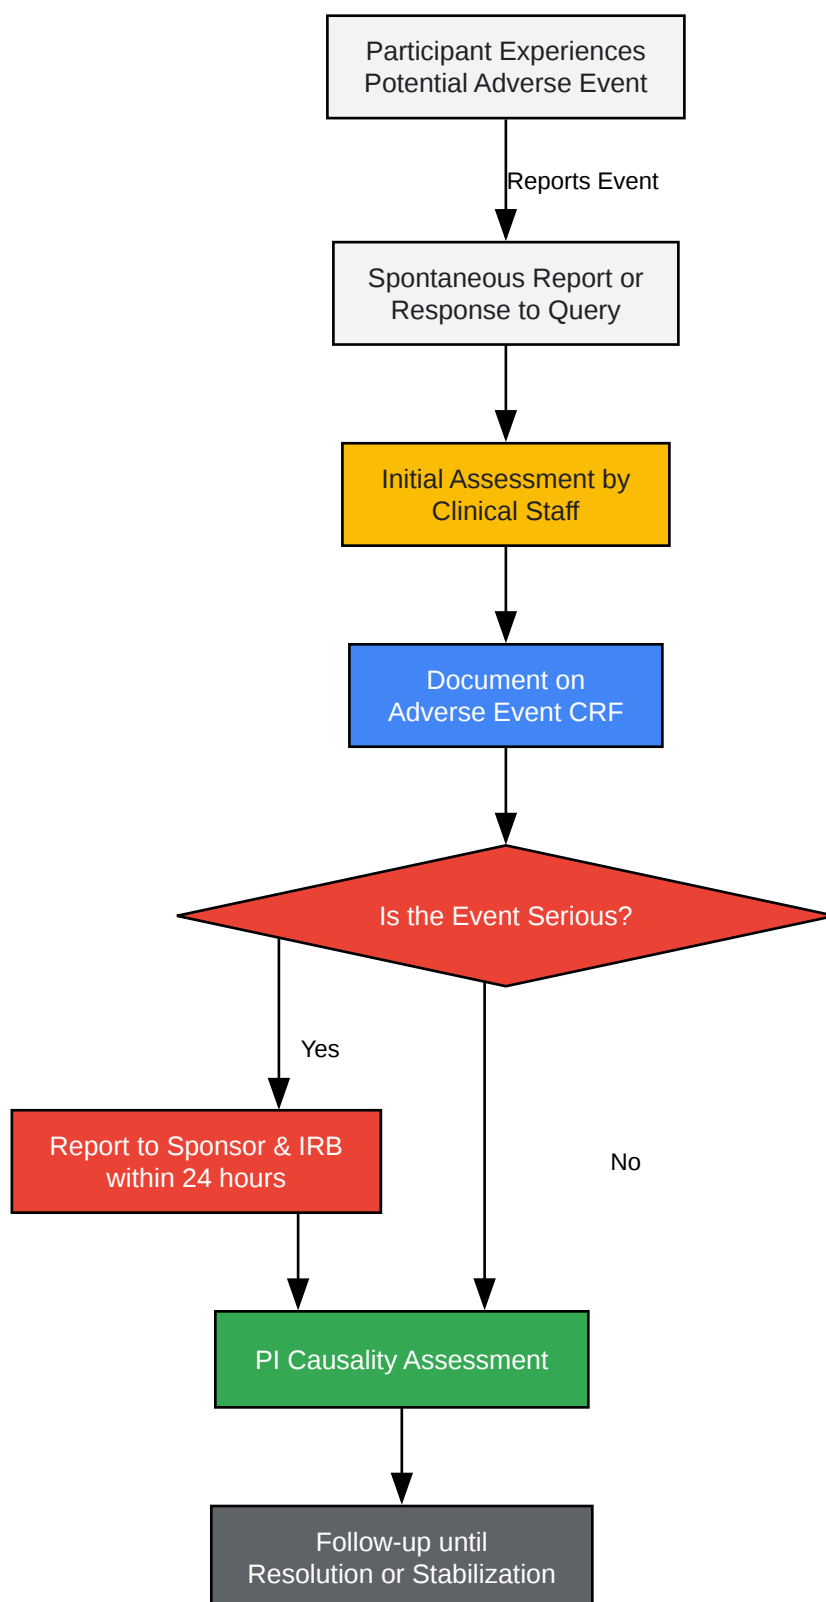 Participant Experiences
Potential Adverse Event
Reports Event
Spontaneous Report or
Response to Query
Initial Assessment by
Clinical Staff
Document on
Adverse Event CRF
Is the Event Serious?
Yes
Report to Sponsor & IRB
within 24 hours
No
PI Causality Assessment
Follow-up until
Resolution or Stabilization